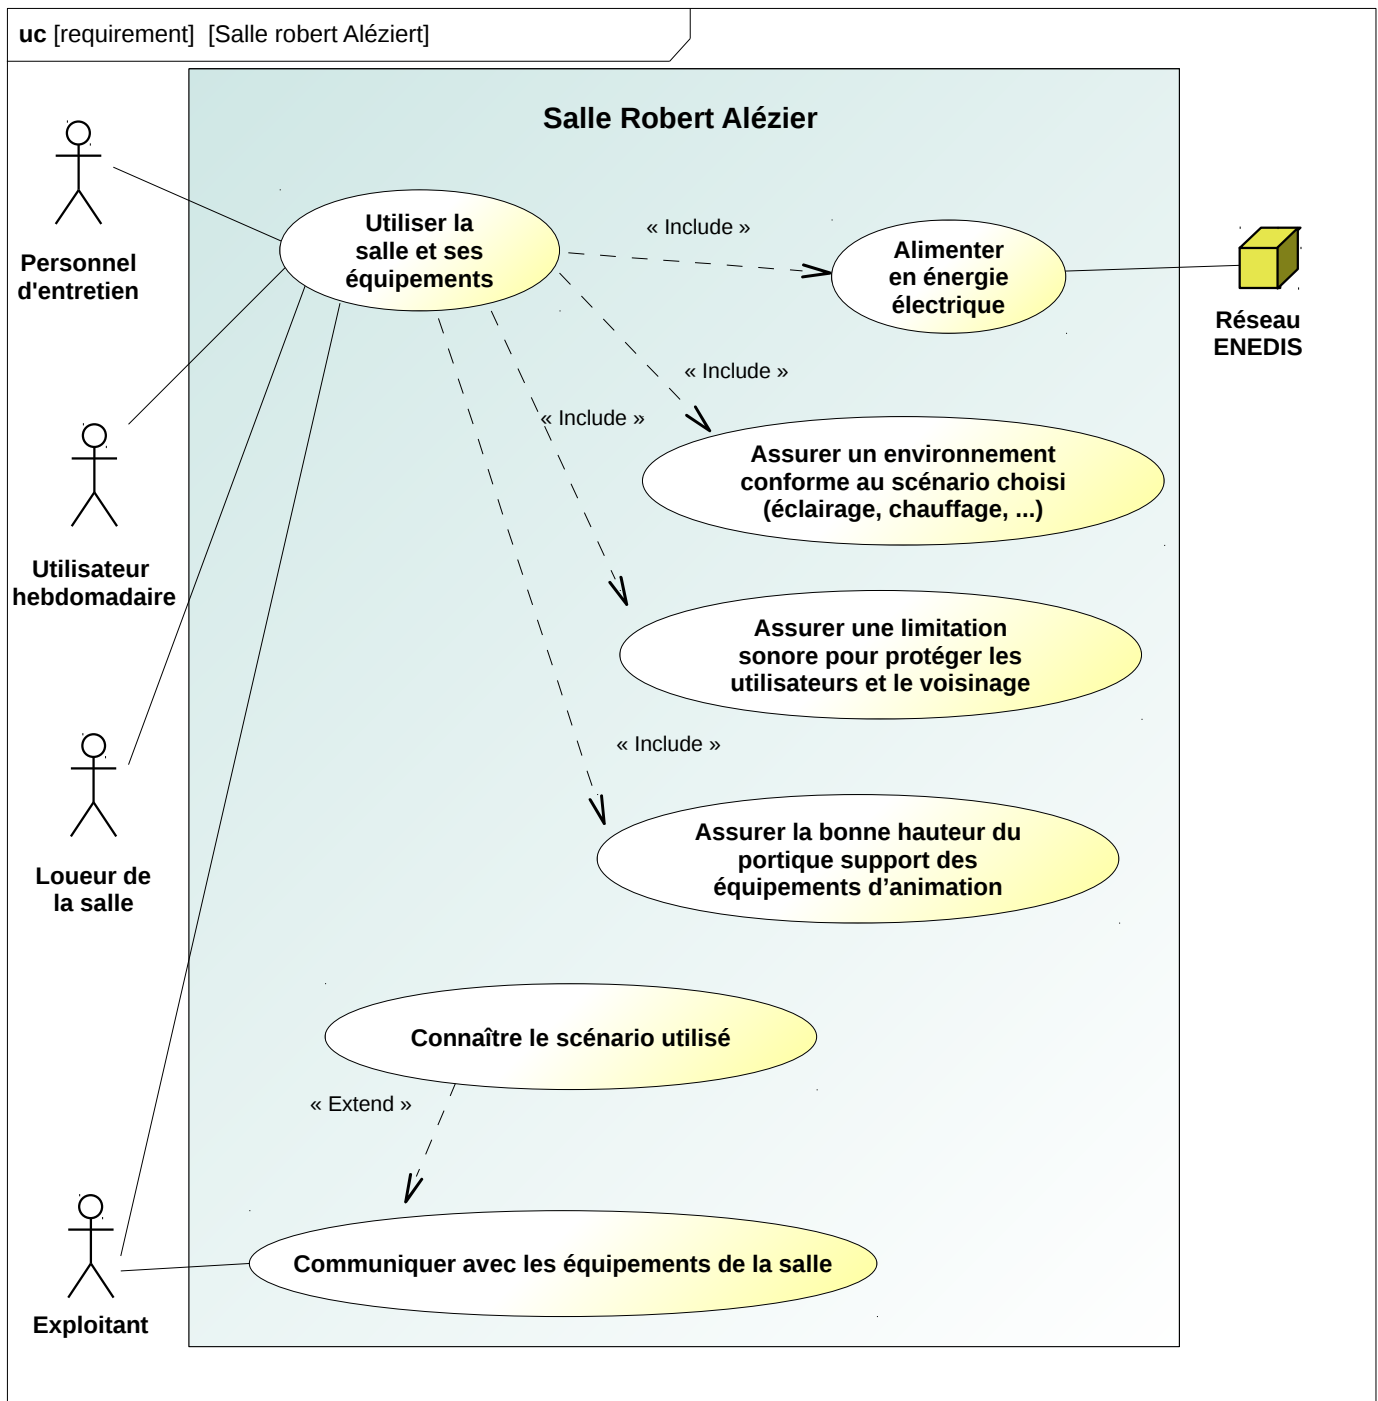 uc [requirement] [Salle robert Aléziert]
Salle Robert Alézier
Personnel
d'entretien
Utiliser la
salle et ses
équipements
« Include »
Alimenter
en énergie
électrique
Réseau
ENEDIS
« Include »
« Include »
Assurer un environnement
conforme au scénario choisi
(éclairage, chauffage, ...)
Utilisateur
hebdomadaire
Assurer une limitation
sonore pour protéger les
utilisateurs et le voisinage
« Include »
Assurer la bonne hauteur du
portique support des
équipements d’animation
Loueur de
la salle
Connaître le scénario utilisé
« Extend »
Communiquer avec les équipements de la salle
Exploitant